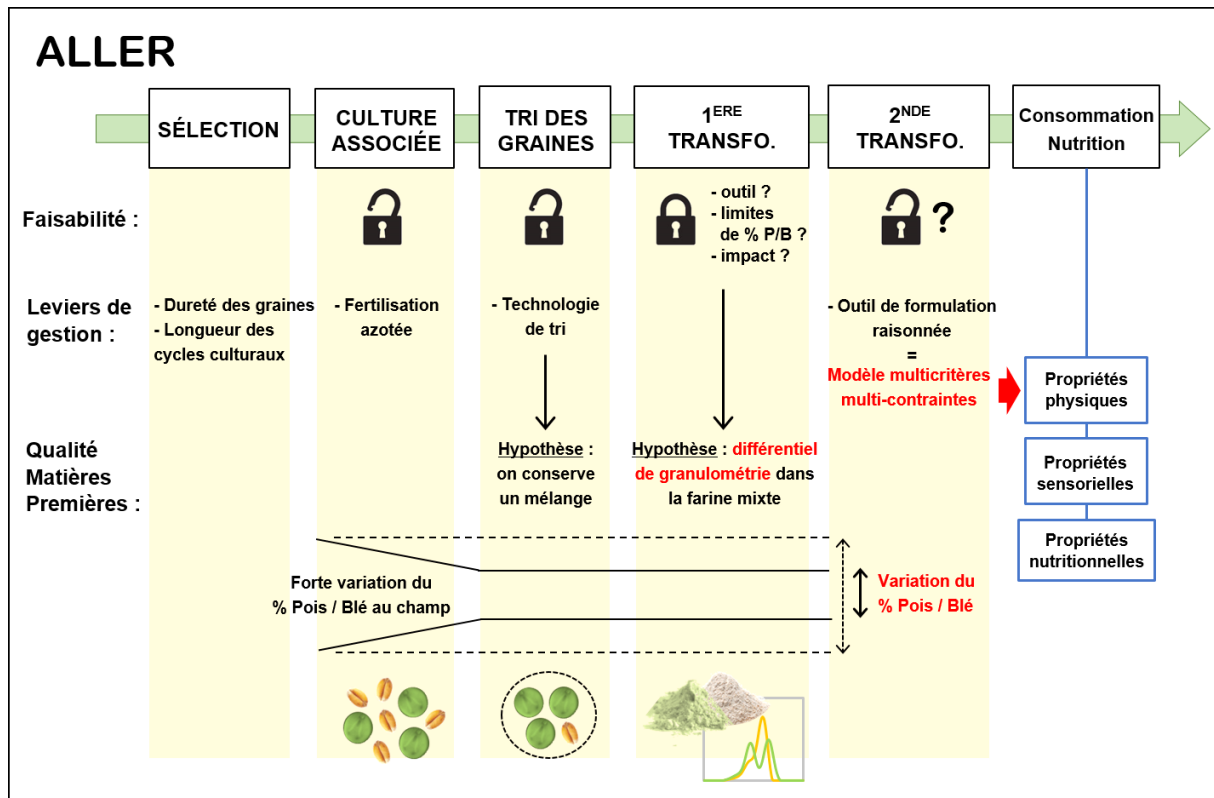 ALLER
SÉLECTION
CULTURE
ASSOCIÉE
TRI DES
GRAINES
1ERE
TRANSFO.
2NDE
TRANSFO.
Consommation
Nutrition
Faisabilité :
- outil ?
- limites
de % P/B ?
- impact ?
?
Leviers de
gestion :
- Dureté des graines
- Longueur des
cycles culturaux
- Fertilisation
azotée
- Technologie
de tri
- Outil de formulation
raisonnée
=
Modèle multicritères
multi-contraintes
Propriétés
physiques
Qualité
Matières
Premières :
Hypothèse :
on conserve
un mélange
Hypothèse : différentiel
de granulométrie dans
la farine mixte
Propriétés
sensorielles
Propriétés
nutritionnelles
Forte variation du
% Pois / Blé au champ
Variation du
% Pois / Blé